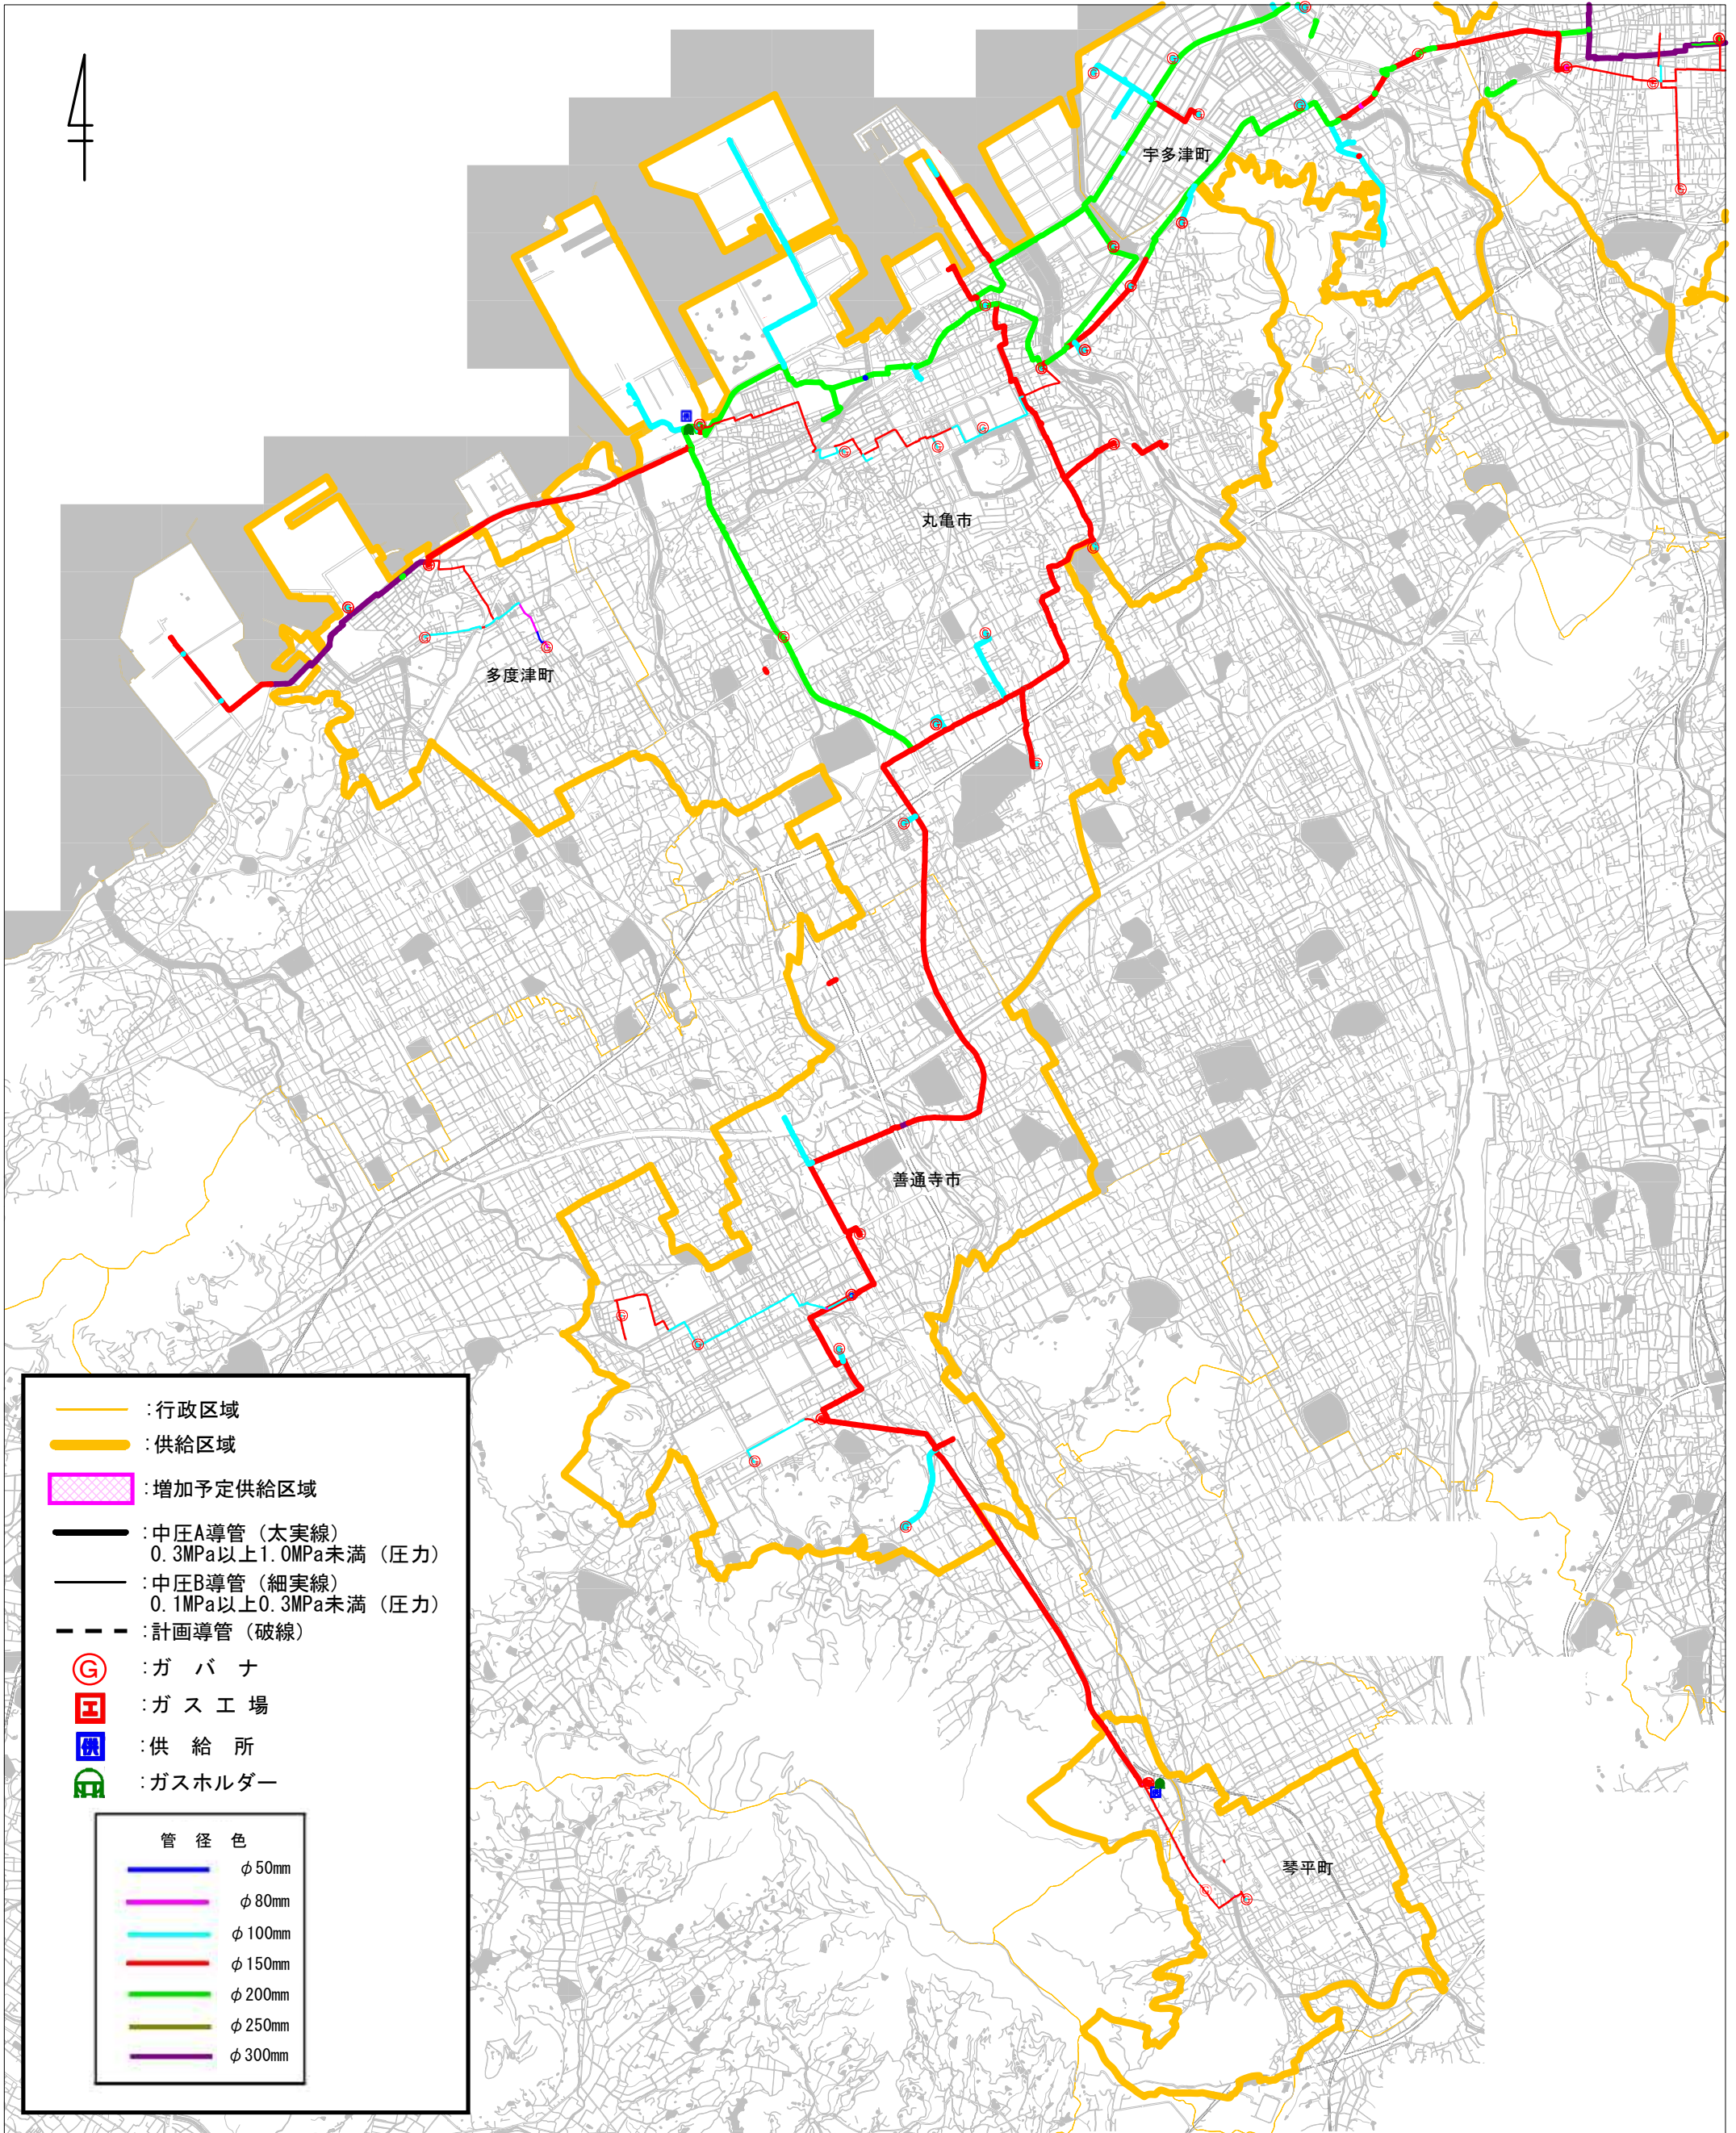 宇多津町
丸亀市
多度津町
善通寺市
琴平町
:行政区域
:供給区域
:増加予定供給区域
:中圧A導管（太実線）
0.3MPa以上1.0MPa未満（圧力）
:中圧B導管（細実線）
0.1MPa以上0.3MPa未満（圧力）
:計画導管（破線）
G :ガ バ ナ
工 :ガ ス 工 場
供 :供 給 所
:ガスホルダー
管 径 色
φ50mm
φ80mm
φ100mm
φ150mm
φ200mm
φ250mm
φ300mm